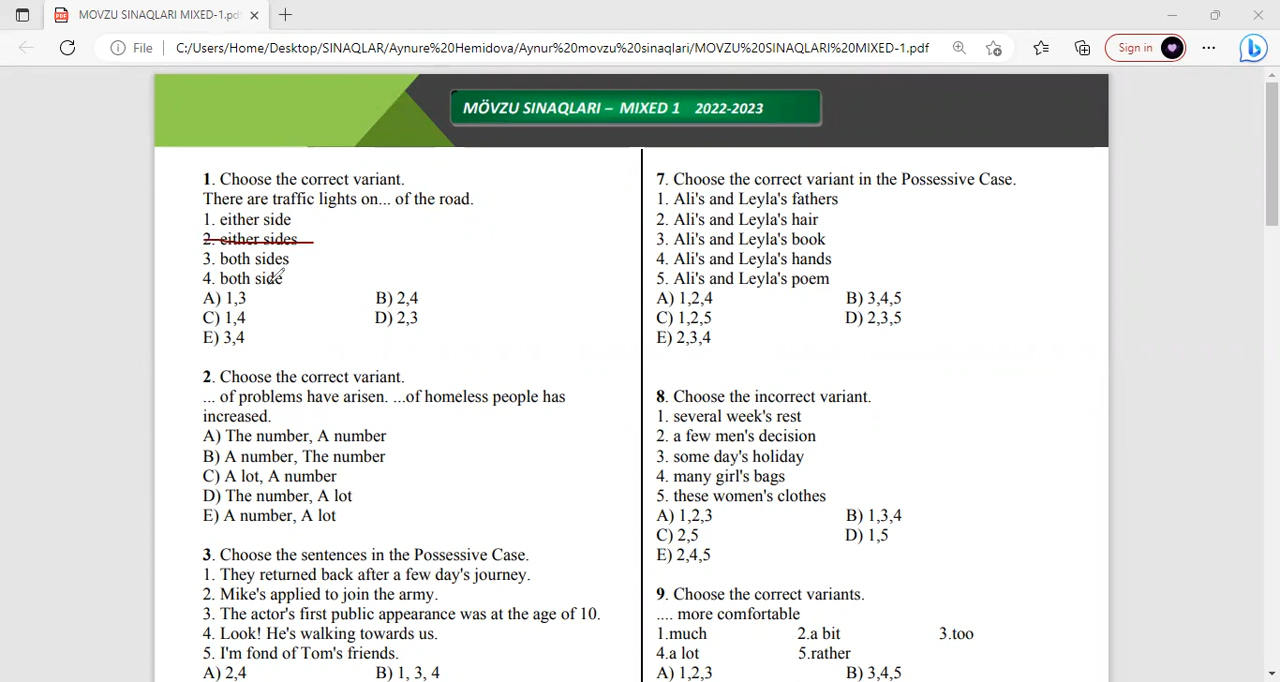 MOVZU SINAQLARI MIXED-1.pdf
File
C:/Users/Home/Desktop/SINAQLAR/Aynure%20Hemidova/Aynur%20movzu%20sinaqlari/MOVZU%20SINAQLARI%20MIXED-1.pdf
Sign in
MÖVZU SINAQLARI – MIXED 1 2022-2023
1. Choose the correct variant.
There are traffic lights on... of the road.
1. either side
2. either sides
3. both sides
4. both side
A) 1,3 B) 2,4
C) 1,4 D) 2,3
E) 3,4
2. Choose the correct variant.
... of problems have arisen. ...of homeless people has
increased.
A) The number, A number
B) A number, The number
C) A lot, A number
D) The number, A lot
E) A number, A lot
3. Choose the sentences in the Possessive Case.
1. They returned back after a few day's journey.
2. Mike's applied to join the army.
3. The actor's first public appearance was at the age of 10.
4. Look! He's walking towards us.
5. I'm fond of Tom's friends.
A) 2,4 B) 1, 3, 4
7. Choose the correct variant in the Possessive Case.
1. Ali's and Leyla's fathers
2. Ali's and Leyla's hair
3. Ali's and Leyla's book
4. Ali's and Leyla's hands
5. Ali's and Leyla's poem
A) 1,2,4 B) 3,4,5
C) 1,2,5 D) 2,3,5
E) 2,3,4
8. Choose the incorrect variant.
1. several week's rest
2. a few men's decision
3. some day's holiday
4. many girl's bags
5. these women's clothes
A) 1,2,3 B) 1,3,4
C) 2,5 D) 1,5
E) 2,4,5
9. Choose the correct variants.
.... more comfortable
1.much 2.a bit 3.too
4.a lot 5.rather
A) 1,2,3 B) 3,4,5